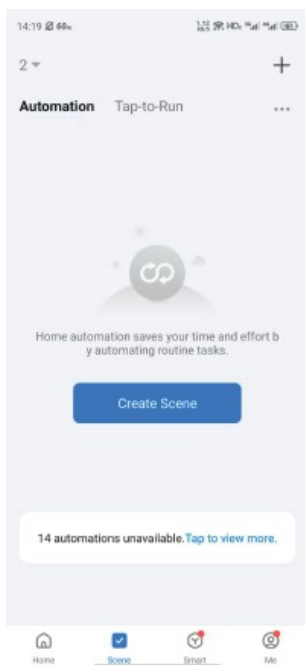 14:19
2
Automation Tap-to-Run
Home automation saves your time and effort b
y automating routine tasks.
Create Scene
14 automations unavailable.Tap to view more.
Home Scene Smart Me